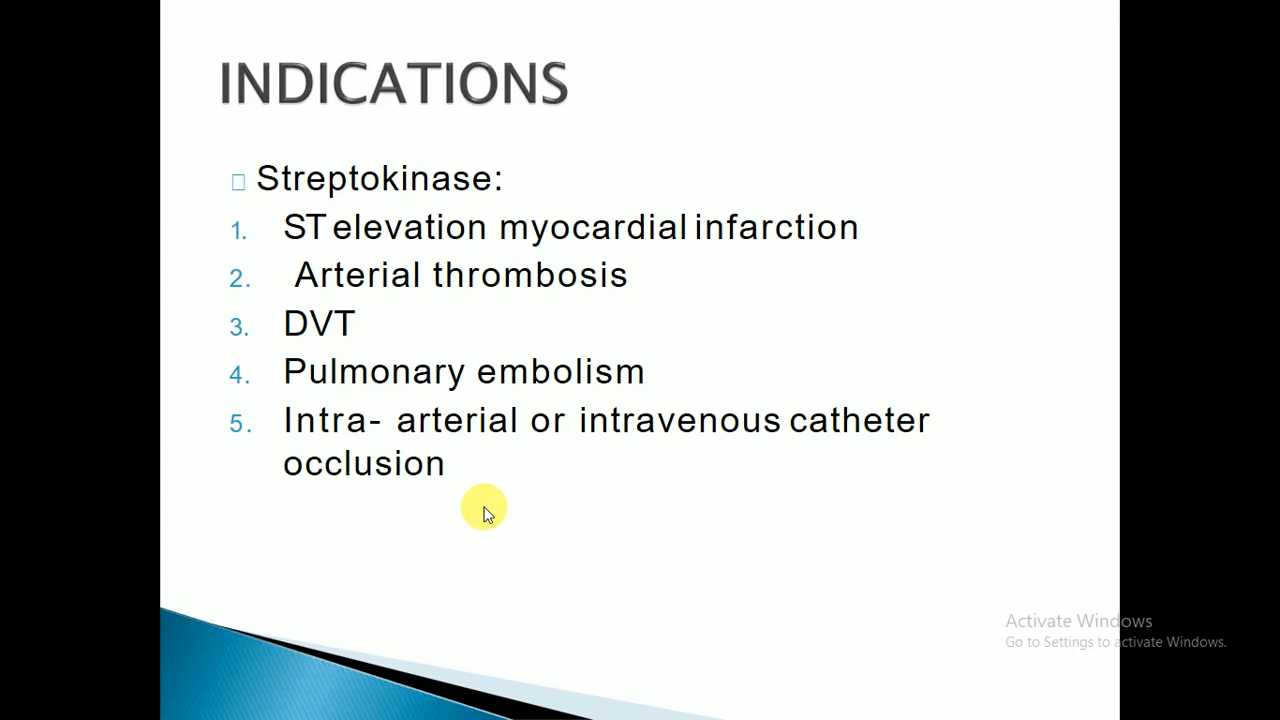 INDICATIONS
Streptokinase:
1. ST elevation myocardial infarction
2. Arterial thrombosis
3. DVT
4. Pulmonary embolism
5. Intra- arterial or intravenous catheter
occlusion
Activate Windows
Go to Settings to activate Windows.